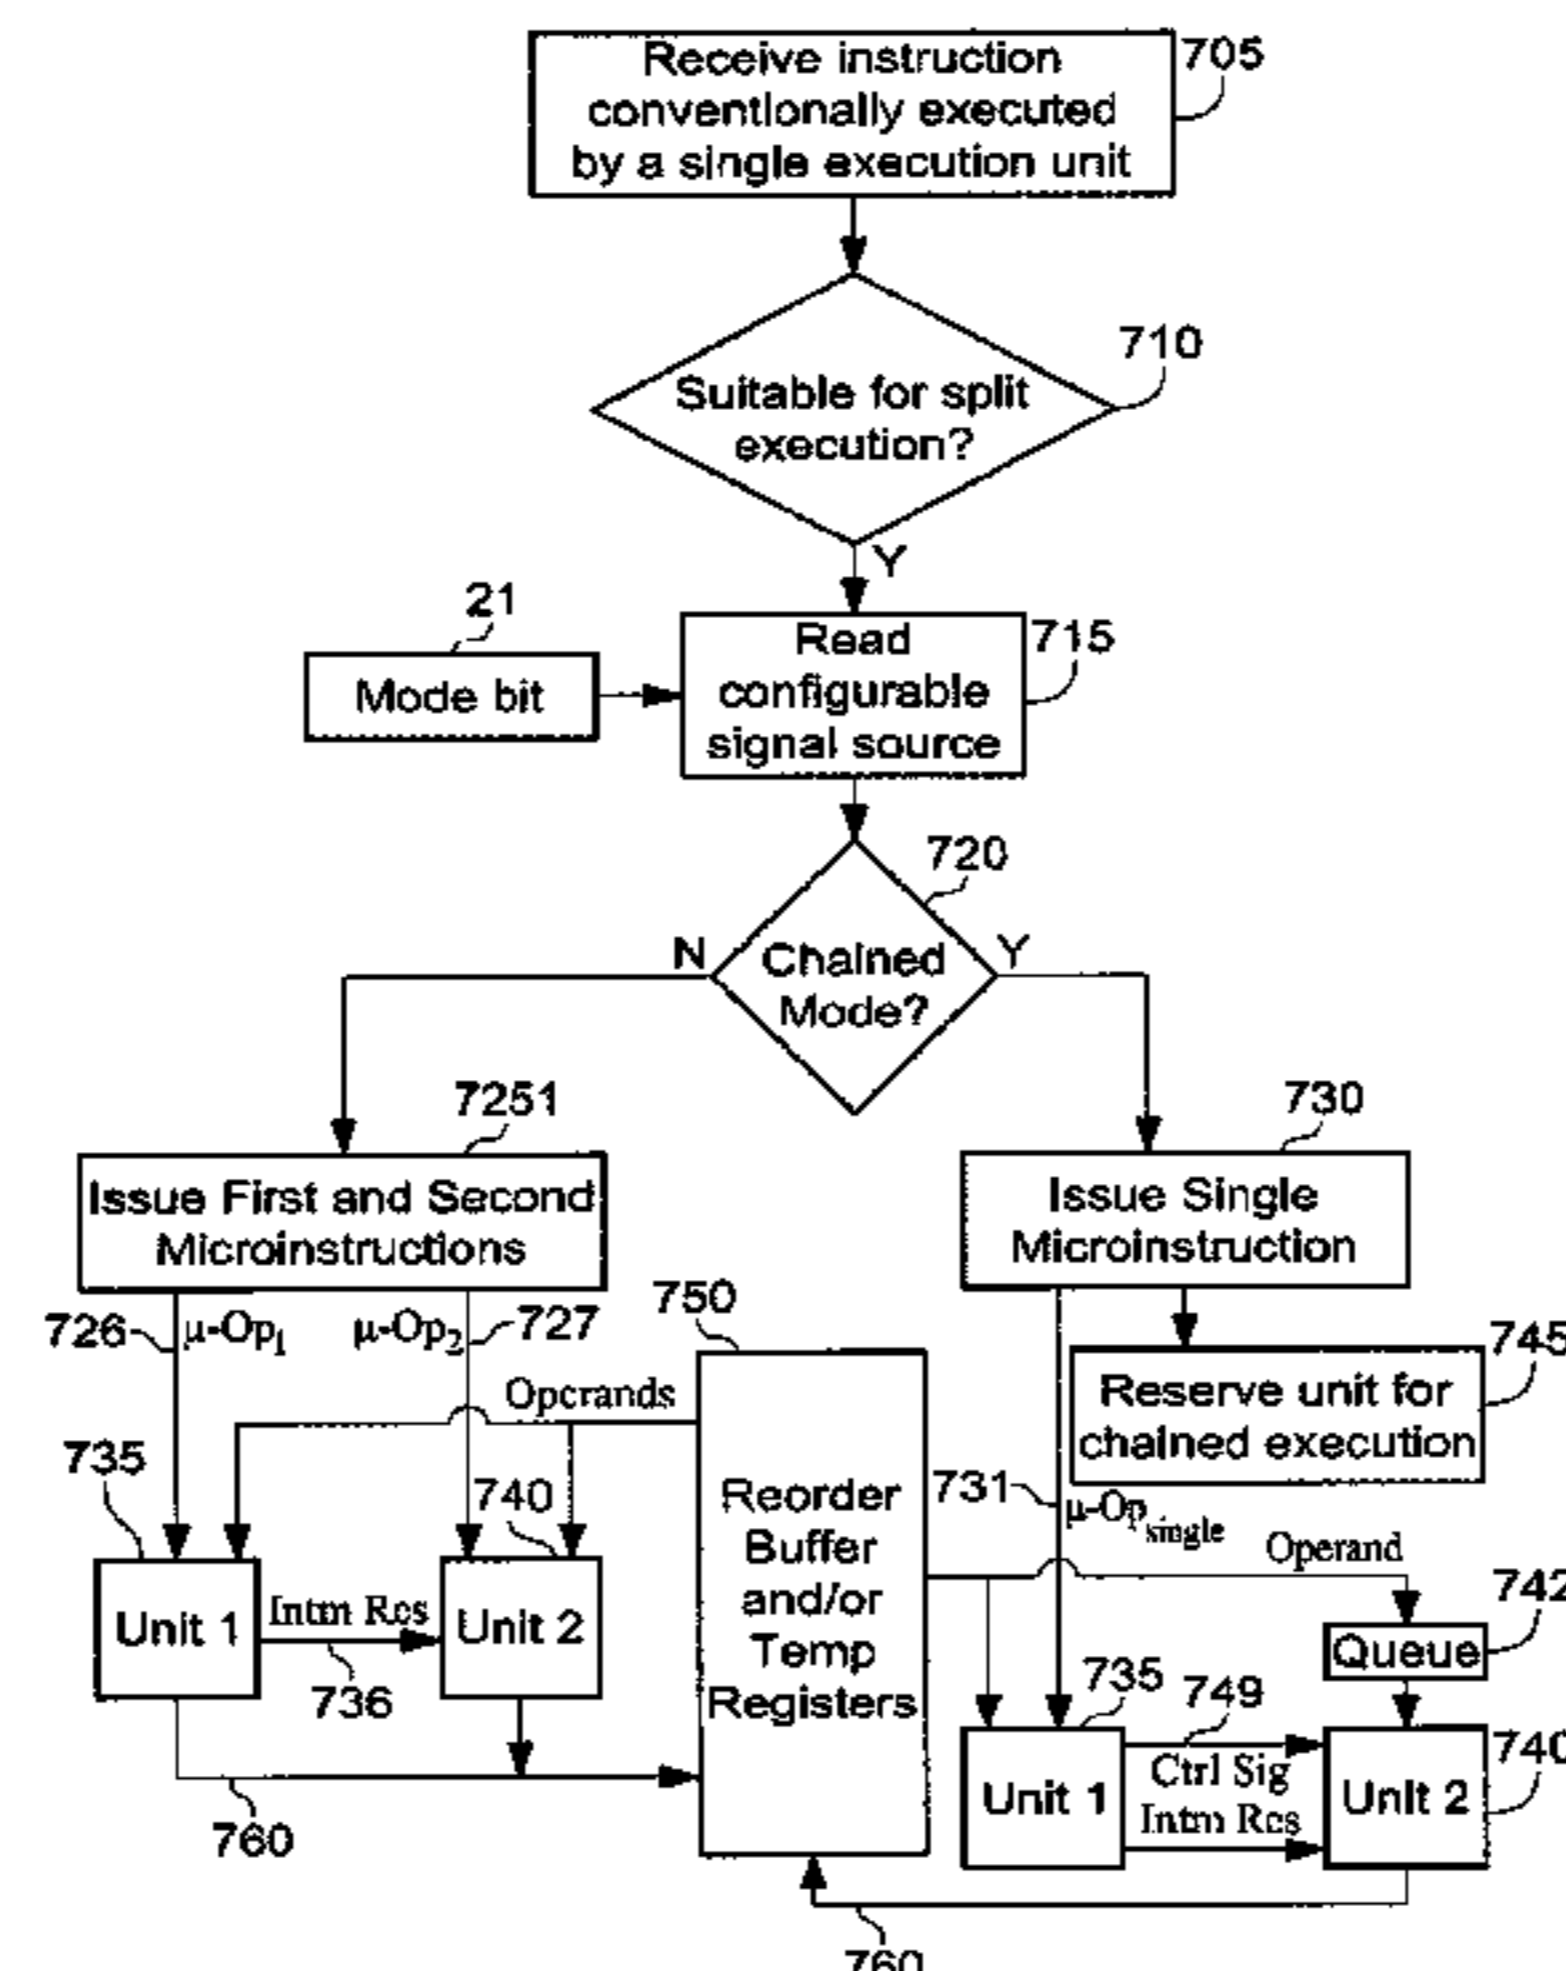 Receive instruction
conventionally executed
by a single execution unit
705
Suitable for split
execution?
710
Y
21
Mode bit
Read
configurable
signal source
715
720
N
Chained
Mode?
Y
7251
Issue First and Second
Microinstructions
730
Issue Single
Microinstruction
726
μ-Op1
μ-Op2
727
750
745
Reserve unit for
chained execution
Operands
735
740
Reorder
Buffer
and/or
Temp
Registers
731
μ-Opsingle
Operand
742
Queue
Unit 1
Intm Res
Unit 2
736
735
749
740
Unit 1
Ctrl Sig
Intm Res
Unit 2
760
760